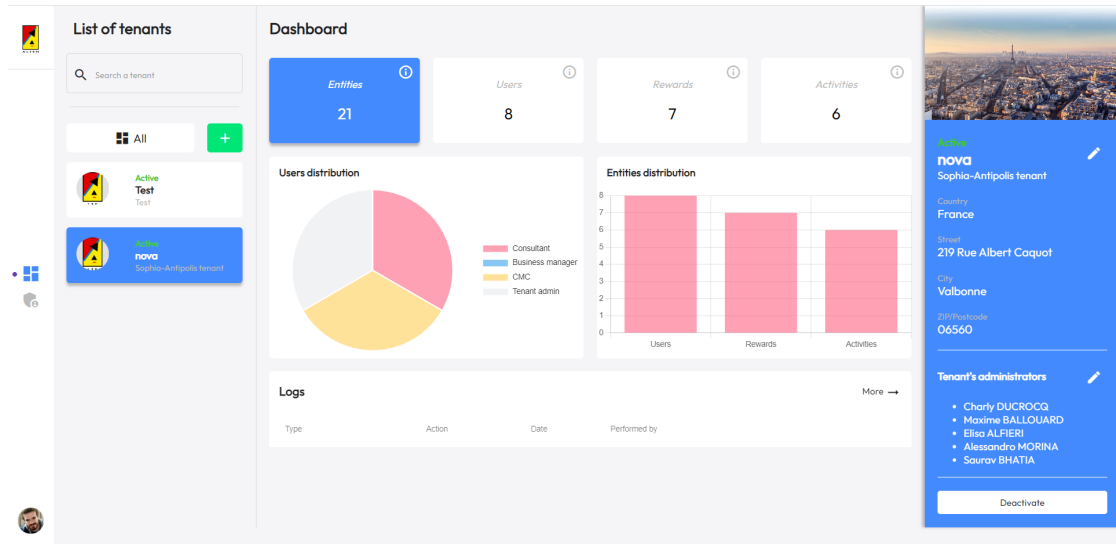 List of tenants
Search a tenant
All
+
Active
Test
Test
Active
nova
Sophia-Antipolis tenant
Dashboard
Entities
21
Users
8
Rewards
7
Activities
6
Users distribution
Consultant
Business manager
CMC
Tenant admin
Entities distribution
8
7
6
5
4
3
2
1
0
Users Rewards Activities
Logs
More →
Type Action Date Performed by
Active
nova
Sophia-Antipolis tenant
Country
France
Street
219 Rue Albert Caquot
City
Valbonne
ZIP/Postcode
06560
Tenant's administrators
• Charly DUCROCQ
• Maxime BALLOUARD
• Elisa ALFIERI
• Alessandro MORINA
• Saurav BHATIA
Deactivate